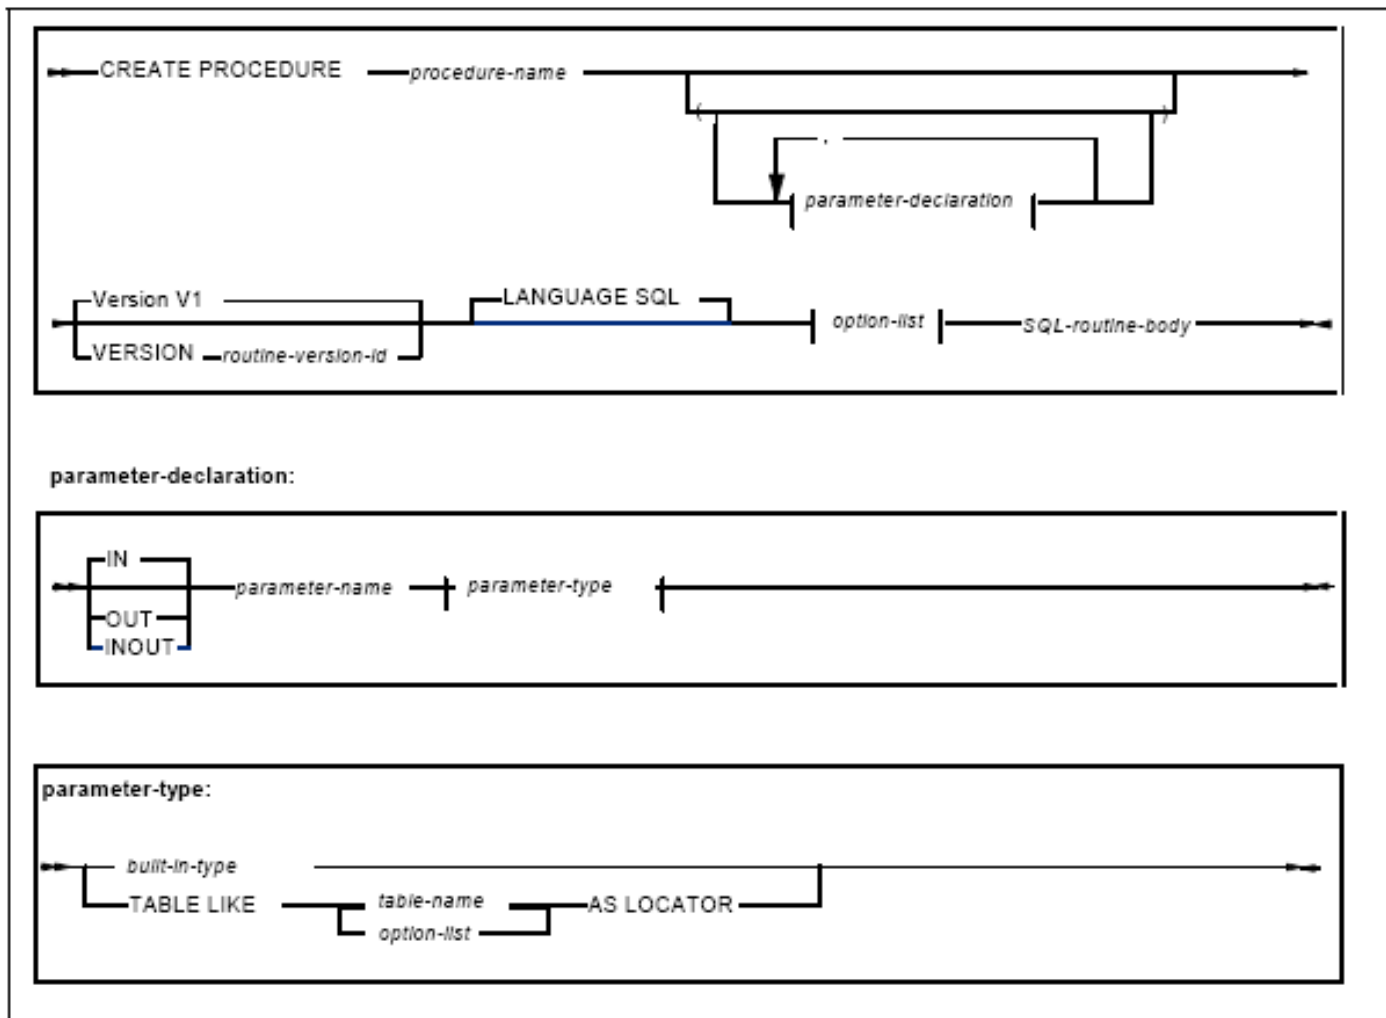 CREATE PROCEDURE procedure-name
( )
,
parameter-declaration
Version V1 LANGUAGE SQL
option-list SQL-routine-body
VERSION routine-version-id
parameter-declaration:
IN
parameter-name parameter-type
OUT
INOUT
parameter-type:
built-in-type
TABLE LIKE table-name AS LOCATOR
option-list